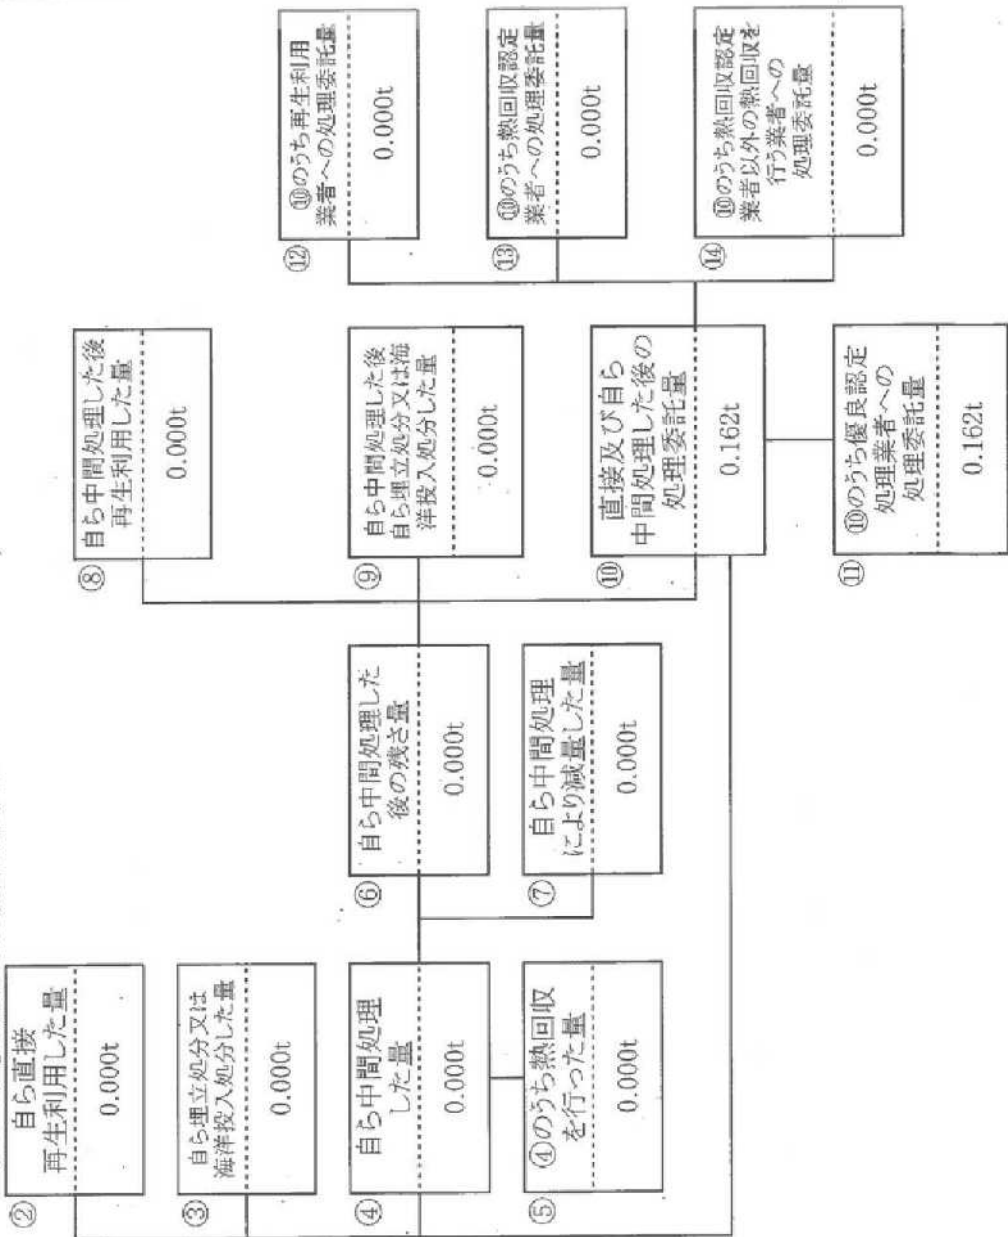 ②
自ら直接
再生利用した量
0.000t
③
自ら埋立処分又は
海洋投入処分した量
0.000t
④
自ら中間処理
した量
0.000t
⑤
④のうち熱回収
を行った量
0.000t
⑥
自ら中間処理した
後の残さ量
0.000t
⑦
自ら中間処理
により減量した量
0.000t
⑧
自ら中間処理した後
再生利用した量
0.000t
⑨
自ら中間処理した後
自ら埋立処分又は海
洋投入処分した量
0.000t
⑩
直接及び自ら
中間処理した後の
処理委託量
0.162t
⑪
⑩のうち優良認定
処理業者への
処理委託量
0.162t
⑫
⑩のうち再生利用
業者への処理委託量
0.000t
⑬
⑩のうち熱回収認定
業者への処理委託量
0.000t
⑭
⑩のうち熱回収認定
業者以外の熱回収を
行う業者への
処理委託量
0.000t